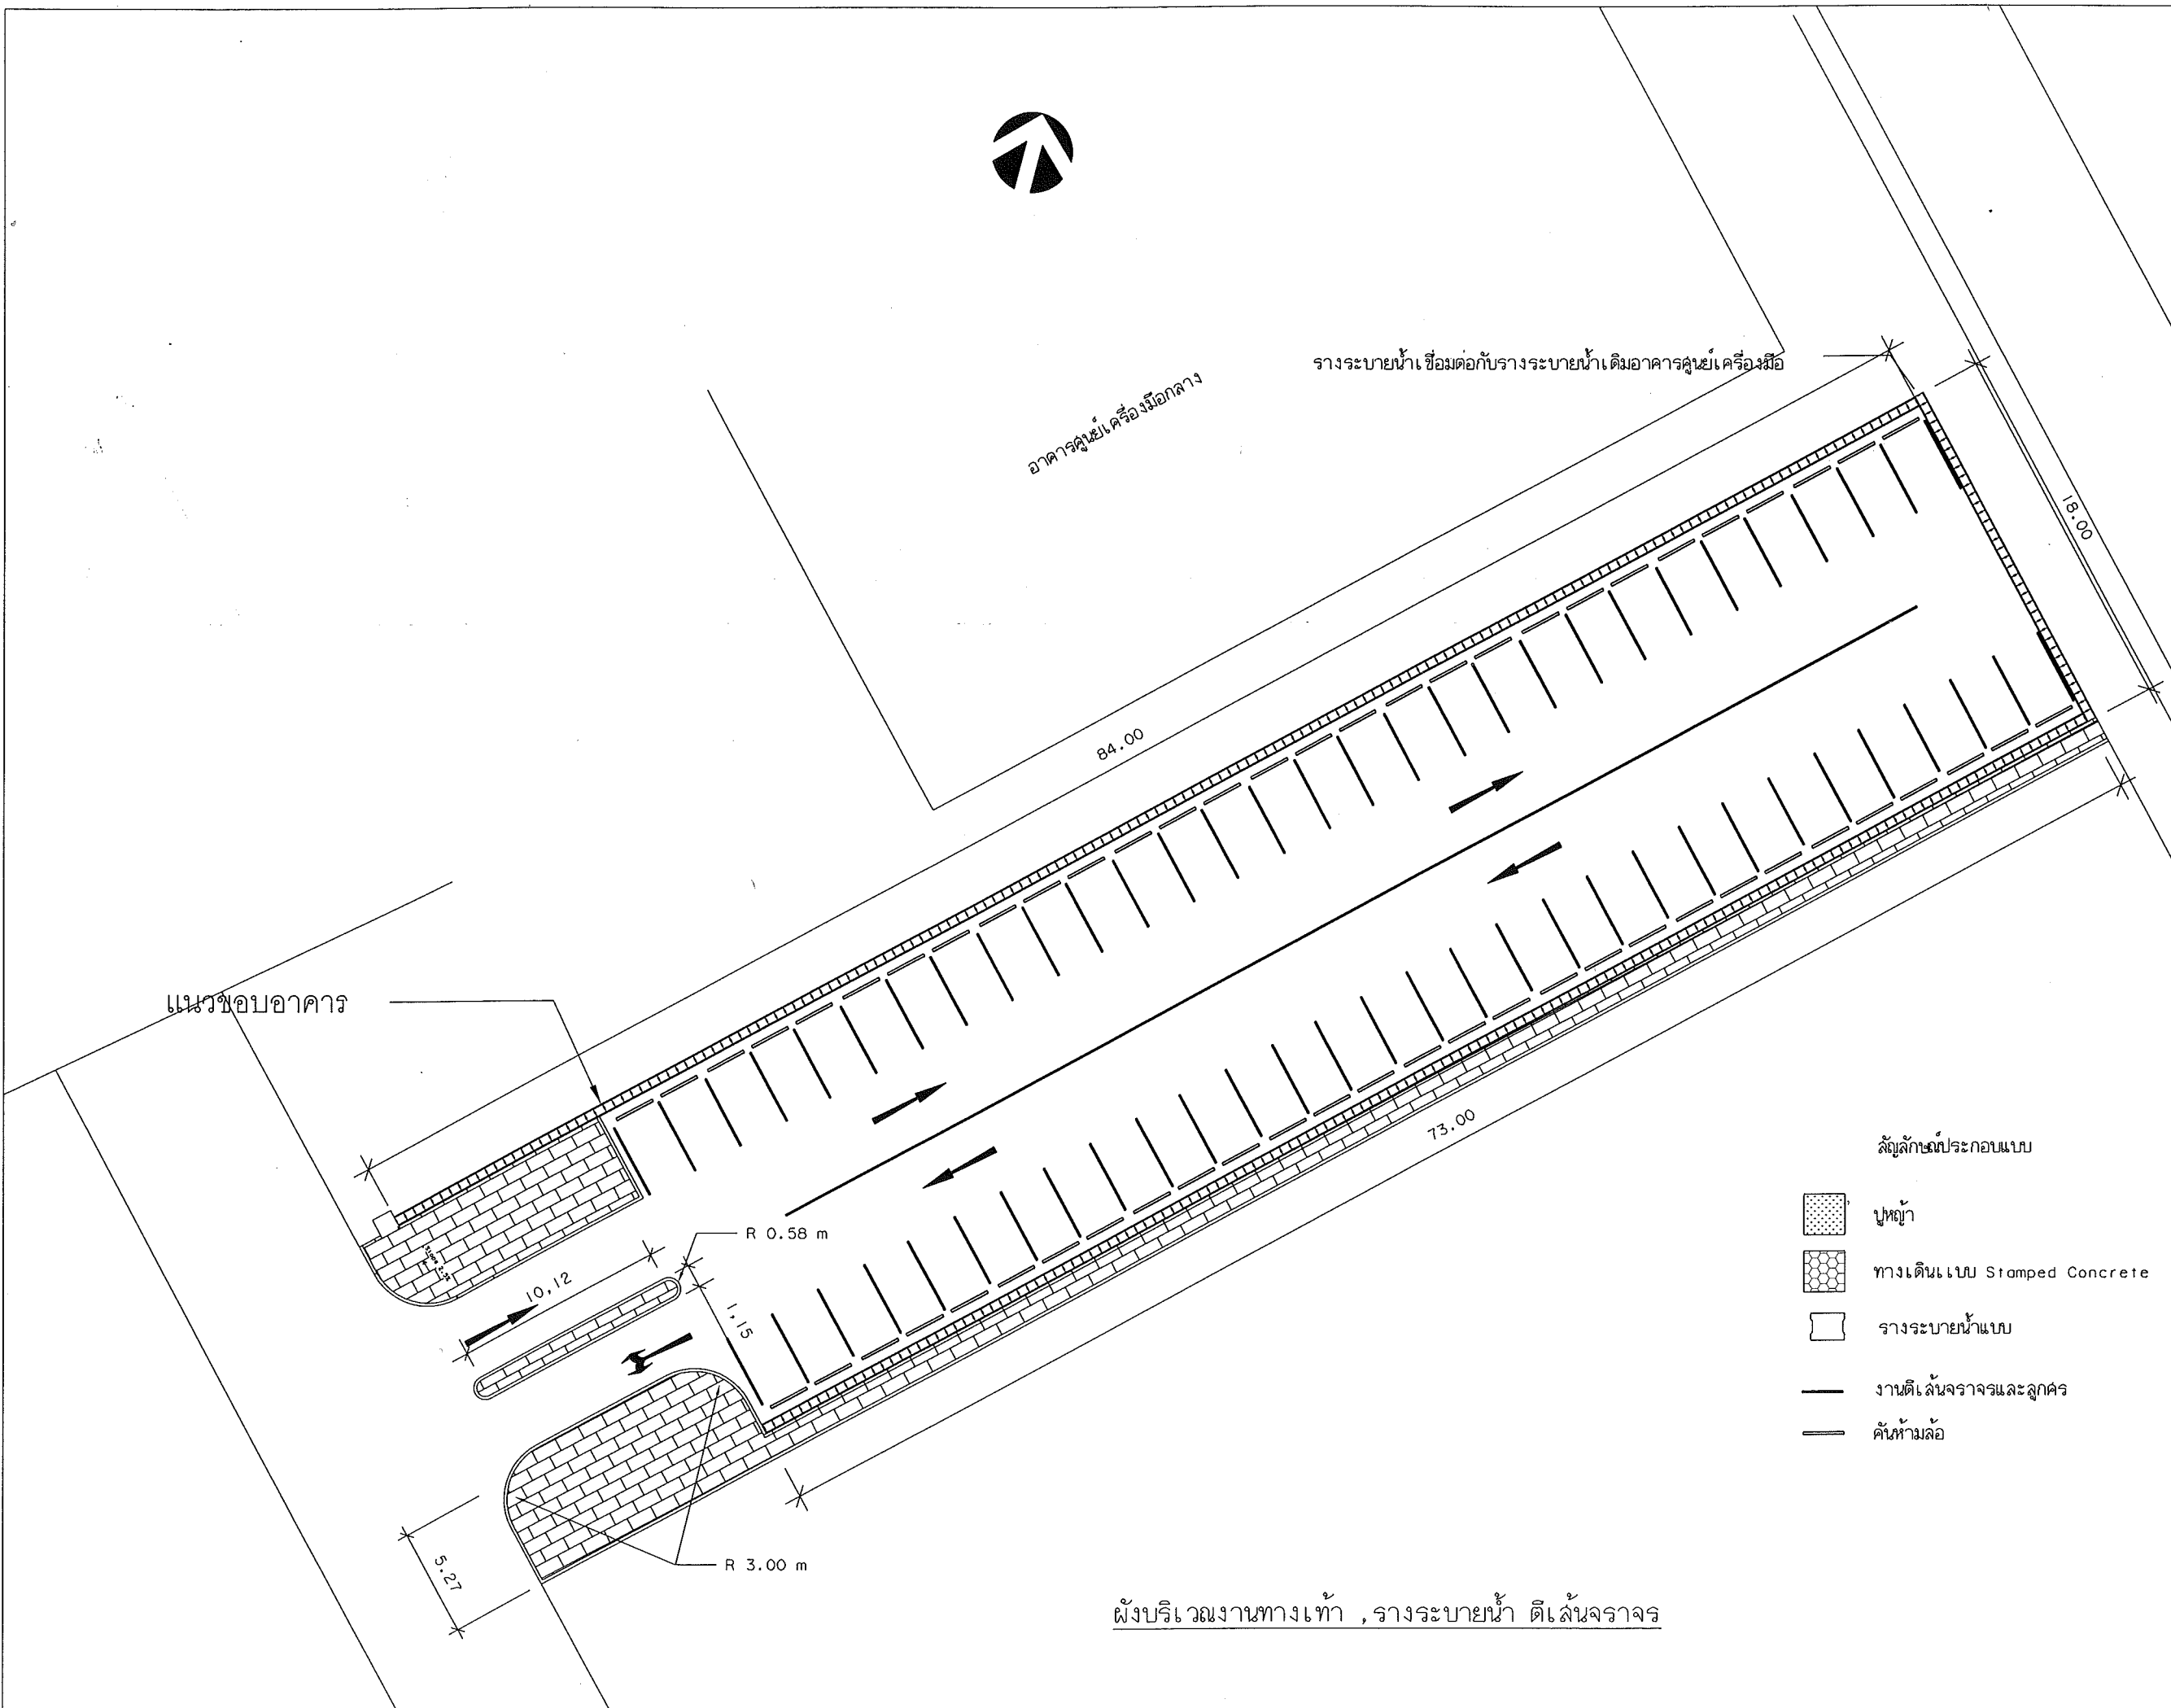 รางระบายน้ำเชื่อมต่อกับรางระบายน้ำเดิมอาคารศูนย์เครื่องมือ
อาคารศูนย์เครื่องมือกลาง
18.00
84.00
แนวขอบอาคาร
73.00
R 0.58 m
10,12
1,15
R 3.00 m
5.27
สัญลักษณ์ประกอบแบบ
ปูหญ้า
ทางเดินแบบ Stamped Concrete
รางระบายน้ำแบบ
งานตีเส้นจราจรและลูกศร
คันห้ามล้อ
ผังบริเวณงานทางเท้า ,รางระบายน้ำ ตีเส้นจราจร